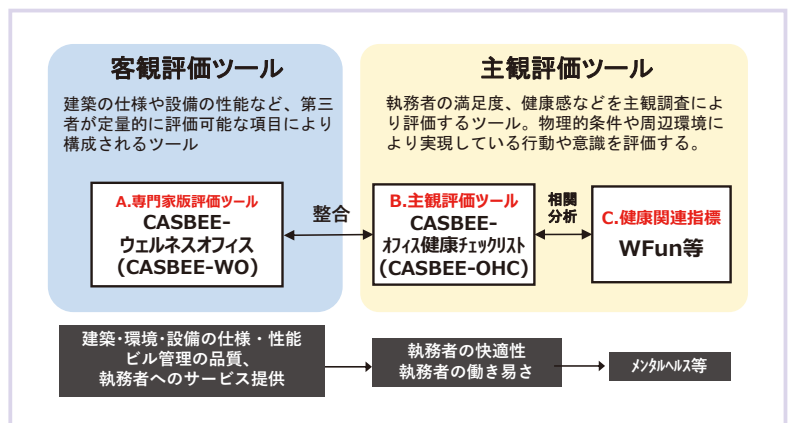 客観評価ツール
建築の仕様や設備の性能など、第三
者が定量的に評価可能な項目により
構成されるツール
主観評価ツール
執務者の満足度、健康感などを主観調査によ
り評価するツール。物理的条件や周辺環境に
より実現している行動や意識を評価する。
A.専門家版評価ツール
CASBEE-
ウェルネスオフィス
(CASBEE-WO)
整合
B.主観評価ツール
CASBEE-
オフィス健康チェックリスト
(CASBEE-OHC)
相関
分析
C.健康関連指標
WFun等
建築･環境･設備の仕様・性能
ビル管理の品質、
執務者へのサービス提供
執務者の快適性
執務者の働き易さ
メンタルヘルス等